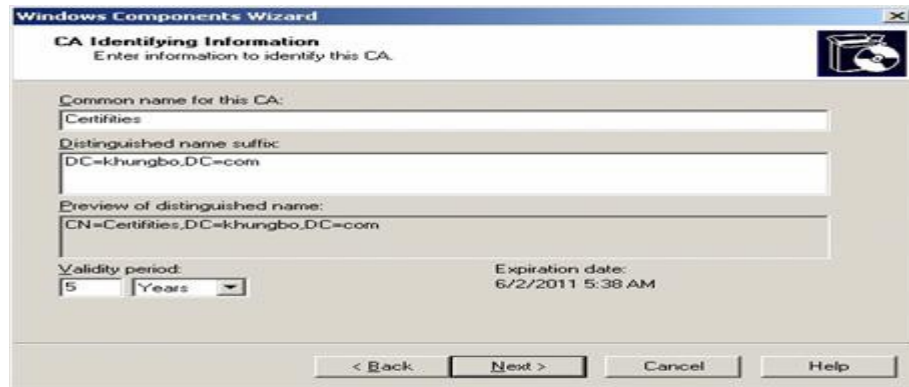 Windows Components Wizard
CA Identifying Information
Enter information to identify this CA.
Common name for this CA:
Certifities
Distinguished name suffix:
DC=khungbo,DC=com
Preview of distinguished name:
CN=Certifities,DC=khungbo,DC=com
Validity period:
Expiration date:
5 Years
6/2/2011 5:38 AM
< Back Next > Cancel Help